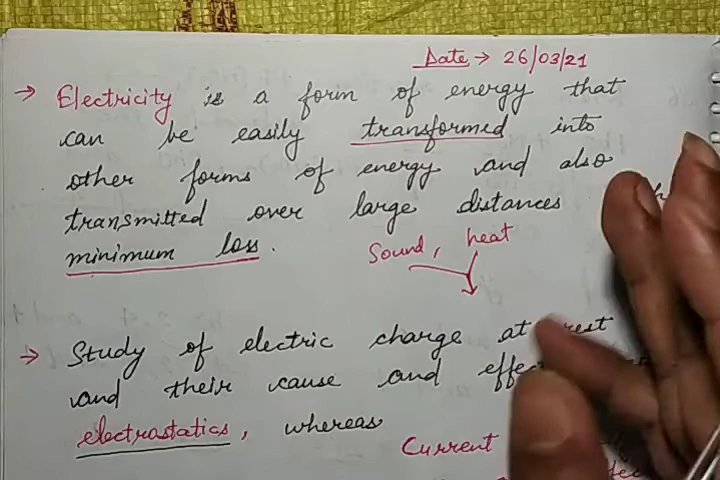 Date → 26/03/21
→ Electricity is a form of energy that
can be easily transformed into
other forms of energy and also
transmitted over large distances
minimum loss.
Sound, heat
→ Study of electric charge at rest
and their cause and effe
electrostatics, whereas
Current